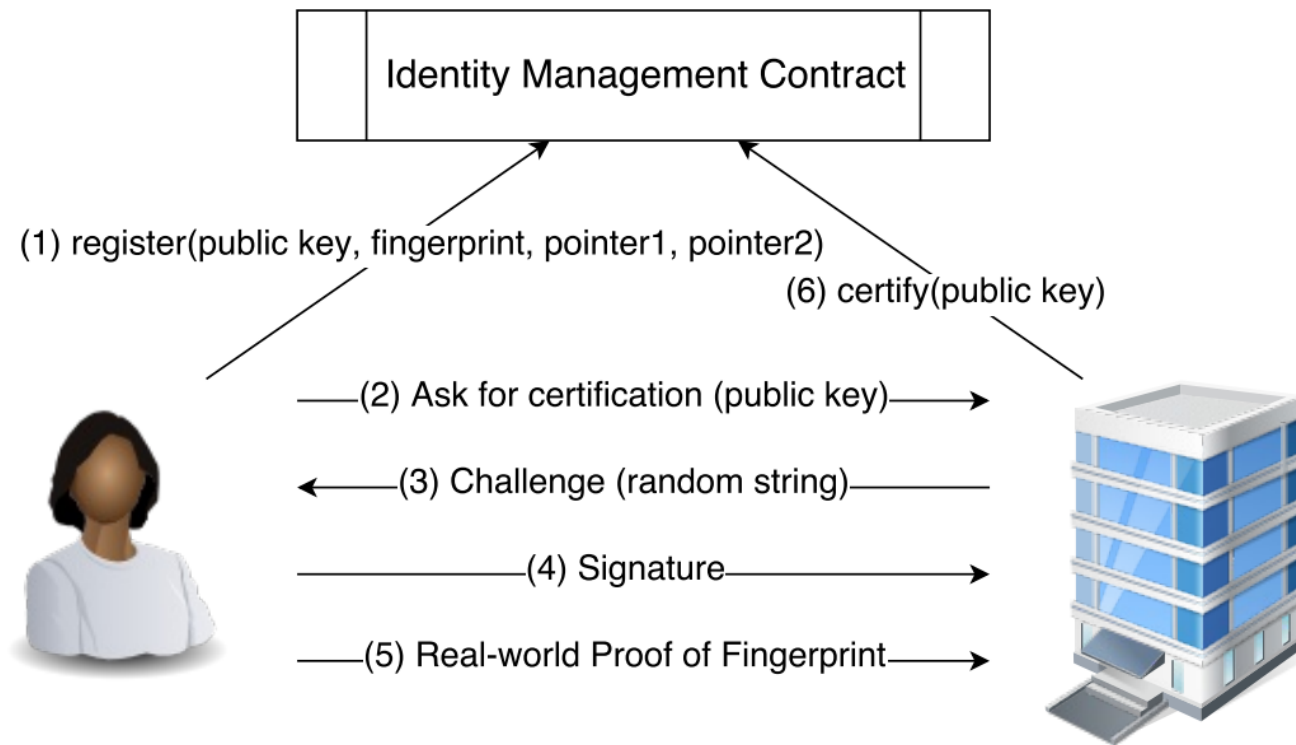 Identity Management Contract
(1) register(public key, fingerprint, pointer1, pointer2)
(6) certify(public key)
(2) Ask for certification (public key)
(3) Challenge (random string)
(4) Signature
(5) Real-world Proof of Fingerprint